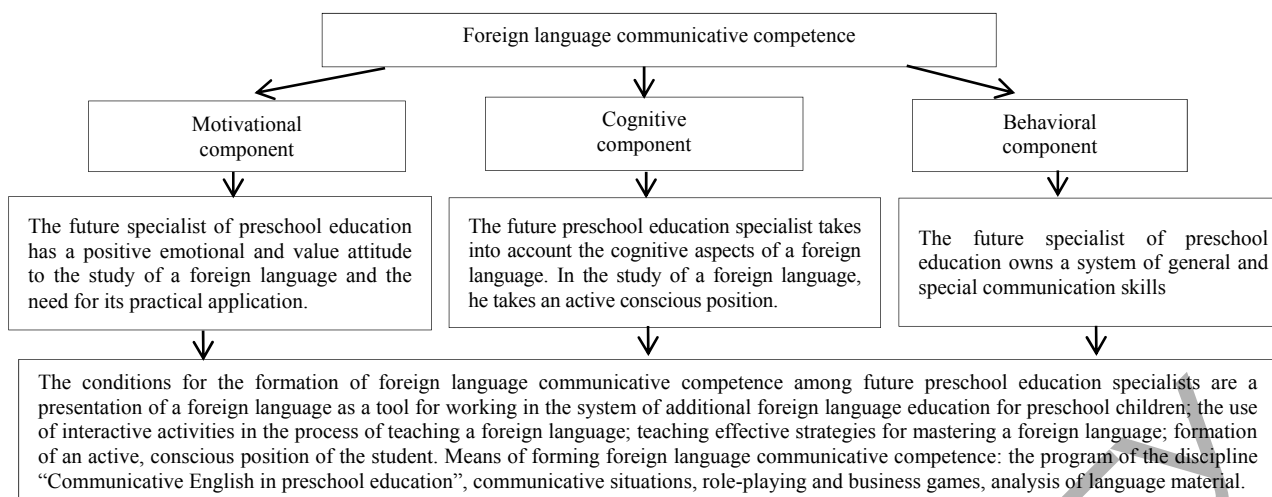 Foreign language communicative competence
Motivational
component
Cognitive
component
Behavioral
component
The future specialist of preschool education
has a positive emotional and value attitude
to the study of a foreign language and the
need for its practical application.
The future preschool education specialist takes
into account the cognitive aspects of a foreign
language. In the study of a foreign language,
he takes an active conscious position.
The future specialist of preschool
education owns a system of general and
special communication skills
The conditions for the formation of foreign language communicative competence among future preschool education specialists are a
presentation of a foreign language as a tool for working in the system of additional foreign language education for preschool children; the use
of interactive activities in the process of teaching a foreign language; teaching effective strategies for mastering a foreign language; formation
of an active, conscious position of the student. Means of forming foreign language communicative competence: the program of the discipline
“Communicative English in preschool education”, communicative situations, role-playing and business games, analysis of language material.